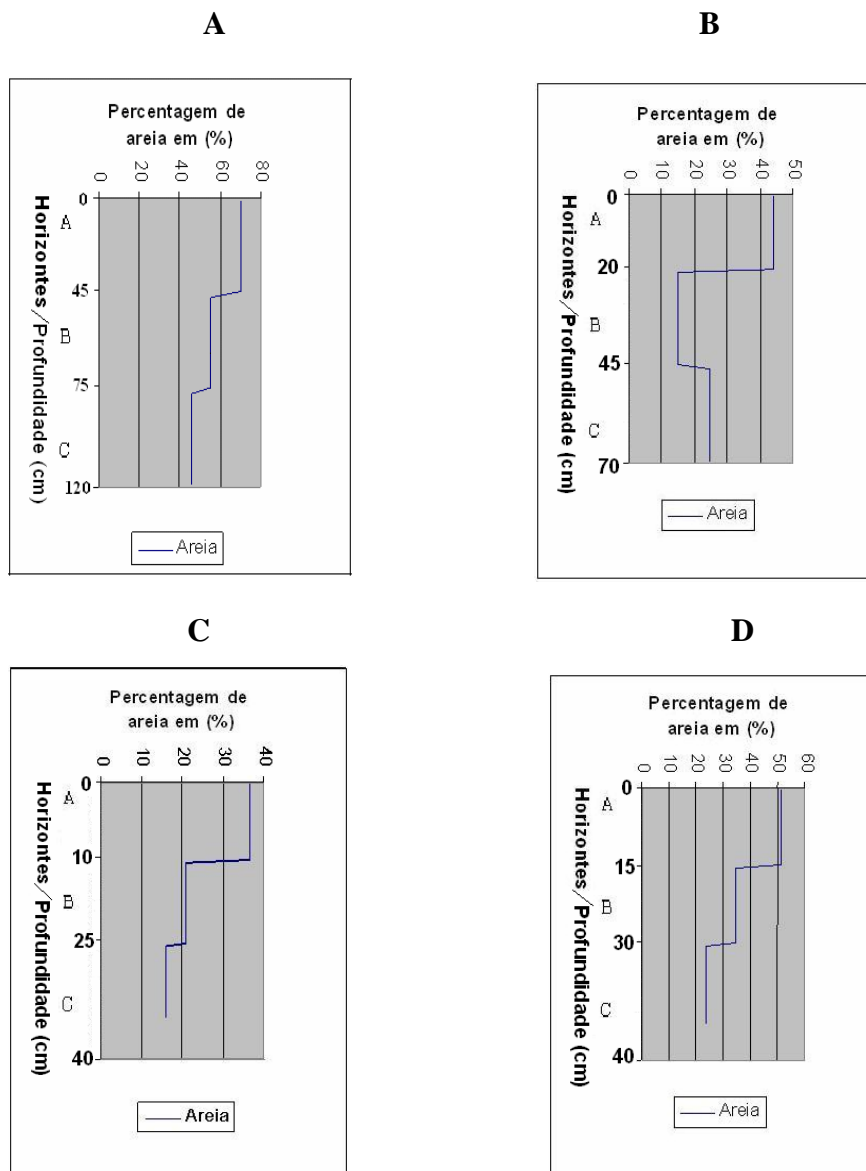 A
Percentagem de
areia em (%)
0 20 40 60 80
Horizontes/Profundidade (cm)
0
A
45
B
75
C
120
Areia
B
Percentagem de
areia em (%)
0 10 20 30 40 50
Horizontes/Profundidade (cm)
0
A
20
B
45
C
70
Areia
C
Percentagem de
areia em (%)
0 10 20 30 40
Horizontes/Profundidade (cm)
0
A
10
B
25
C
40
Areia
D
Percentagem de
areia em (%)
0 10 20 30 40 50 60
Horizontes/Profundidade (cm)
0
A
15
B
30
C
40
Areia